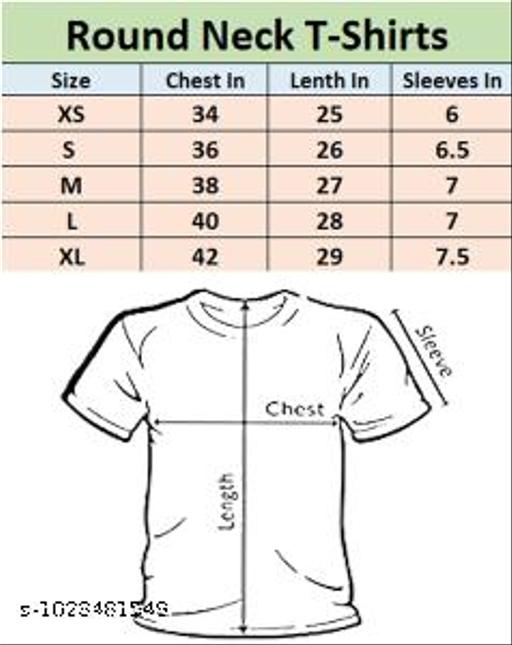 Round Neck T-Shirts
Size Chest In Lenth In Sleeves In
XS 34 25 6
S 36 26 6.5
M 38 27 7
L 40 28 7
XL 42 29 7.5
Sleeve
Chest
Length
s-1028481549